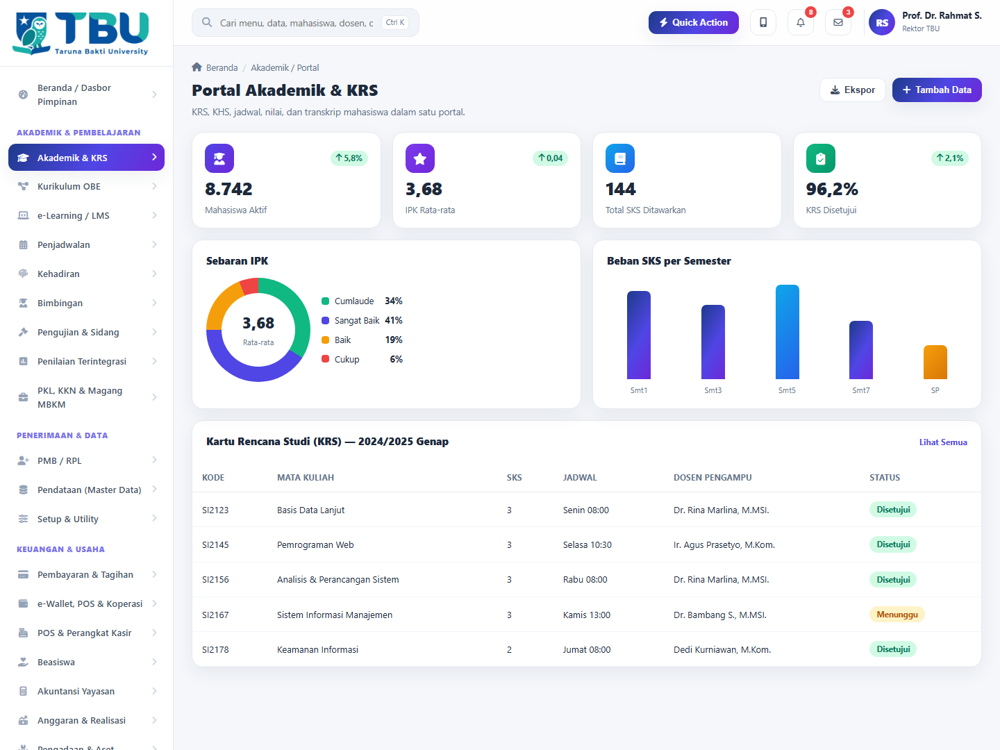 TBU
Taruna Bakti University
Cari menu, data, mahasiswa, dosen, c
Ctrl K
Quick Action
8
3
RS
Prof. Dr. Rahmat S.
Rektor TBU
Beranda / Dasbor
Pimpinan
AKADEMIK & PEMBELAJARAN
Akademik & KRS
Kurikulum OBE
e-Learning / LMS
Penjadwalan
Kehadiran
Bimbingan
Pengujian & Sidang
Penilaian Terintegrasi
PKL, KKN & Magang
MBKM
PENERIMAAN & DATA
PMB / RPL
Pendataan (Master Data)
Setup & Utility
KEUANGAN & USAHA
Pembayaran & Tagihan
e-Wallet, POS & Koperasi
POS & Perangkat Kasir
Beasiswa
Akuntansi Yayasan
Anggaran & Realisasi
Pengadaan & Aset
Beranda / Akademik / Portal
Portal Akademik & KRS
KRS, KHS, jadwal, nilai, dan transkrip mahasiswa dalam satu portal.
Ekspor
Tambah Data
5,8%
8.742
Mahasiswa Aktif
0,04
3,68
IPK Rata-rata
144
Total SKS Ditawarkan
2,1%
96,2%
KRS Disetujui
Sebaran IPK
3,68
Rata-rata
Cumlaude 34%
Sangat Baik 41%
Baik 19%
Cukup 6%
Beban SKS per Semester
Smt1 Smt3 Smt5 Smt7 SP
Kartu Rencana Studi (KRS) — 2024/2025 Genap
Lihat Semua
KODE MATA KULIAH SKS JADWAL DOSEN PENGAMPU STATUS
SI2123 Basis Data Lanjut 3 Senin 08:00 Dr. Rina Marlina, M.MSI. Disetujui
SI2145 Pemrograman Web 3 Selasa 10:30 Ir. Agus Prasetyo, M.Kom. Disetujui
SI2156 Analisis & Perancangan Sistem 3 Rabu 08:00 Dr. Rina Marlina, M.MSI. Disetujui
SI2167 Sistem Informasi Manajemen 3 Kamis 13:00 Dr. Bambang S., M.MSI. Menunggu
SI2178 Keamanan Informasi 2 Jumat 08:00 Dedi Kurniawan, M.Kom. Disetujui